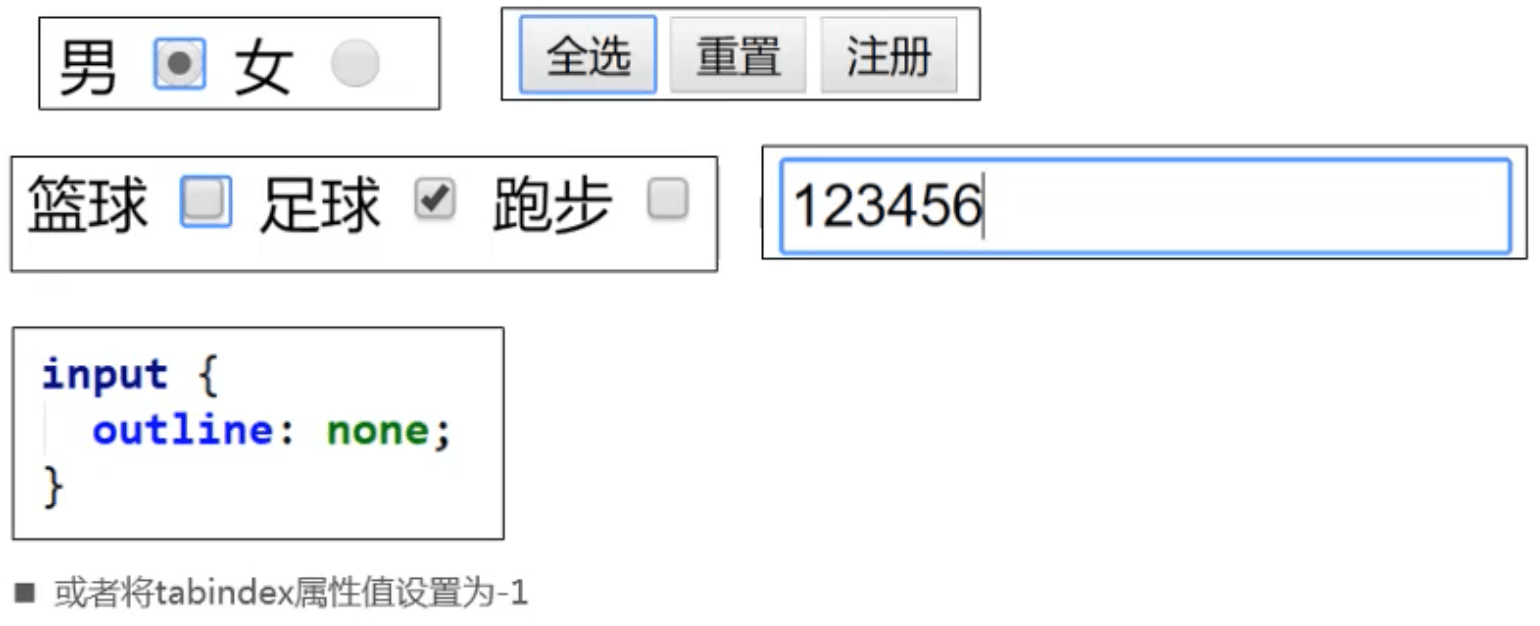 男 女
全选 重置 注册
篮球 足球 跑步
123456
input {
outline: none;
}
或者将tabindex属性值设置为-1